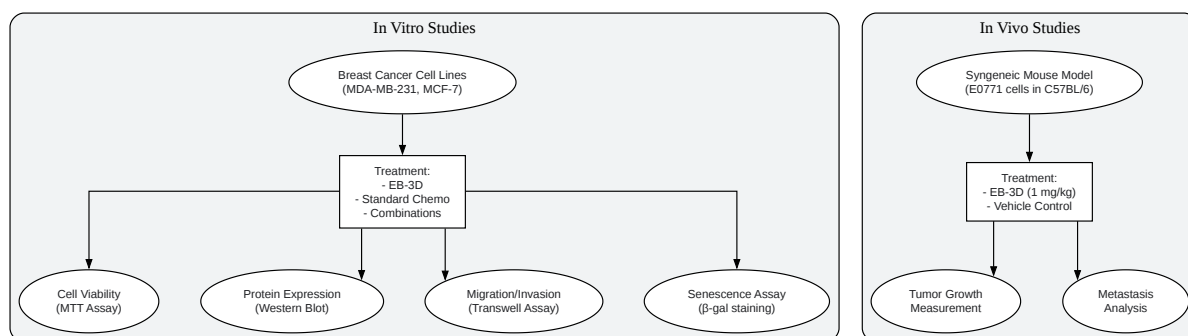 In Vitro Studies
Breast Cancer Cell Lines
(MDA-MB-231, MCF-7)
Treatment:
- EB-3D
- Standard Chemo
- Combinations
Cell Viability
(MTT Assay)
Protein Expression
(Western Blot)
Migration/Invasion
(Transwell Assay)
Senescence Assay
(β-gal staining)
In Vivo Studies
Syngeneic Mouse Model
(E0771 cells in C57BL/6)
Treatment:
- EB-3D (1 mg/kg)
- Vehicle Control
Tumor Growth
Measurement
Metastasis
Analysis